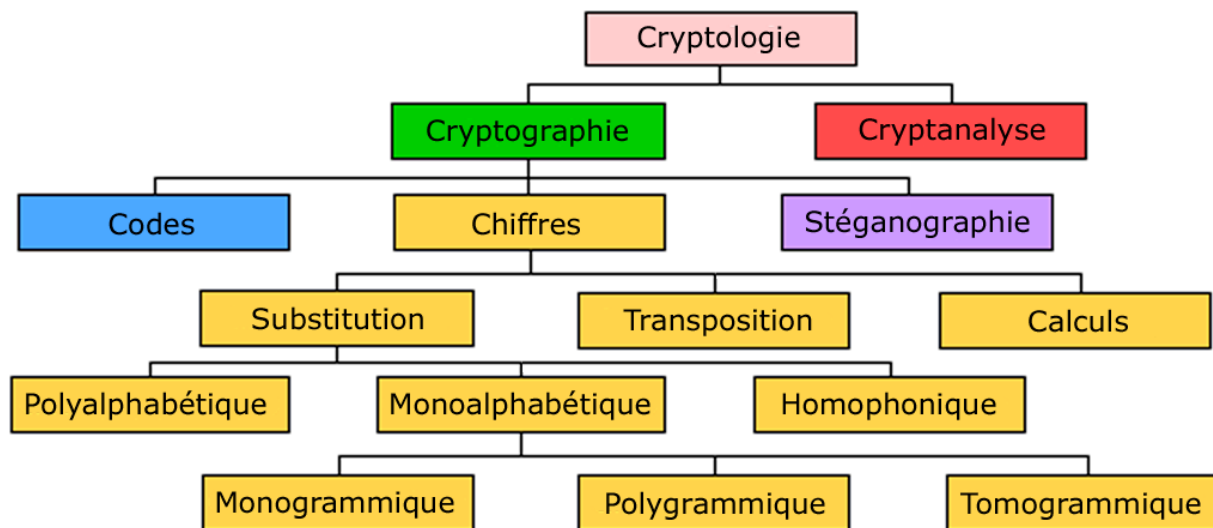 Cryptologie
Cryptographie
Cryptanalyse
Codes
Chiffres
Stéganographie
Substitution
Transposition
Calculs
Polyalphabétique
Monoalphabétique
Homophonique
Monogrammique
Polygrammique
Tomogrammique